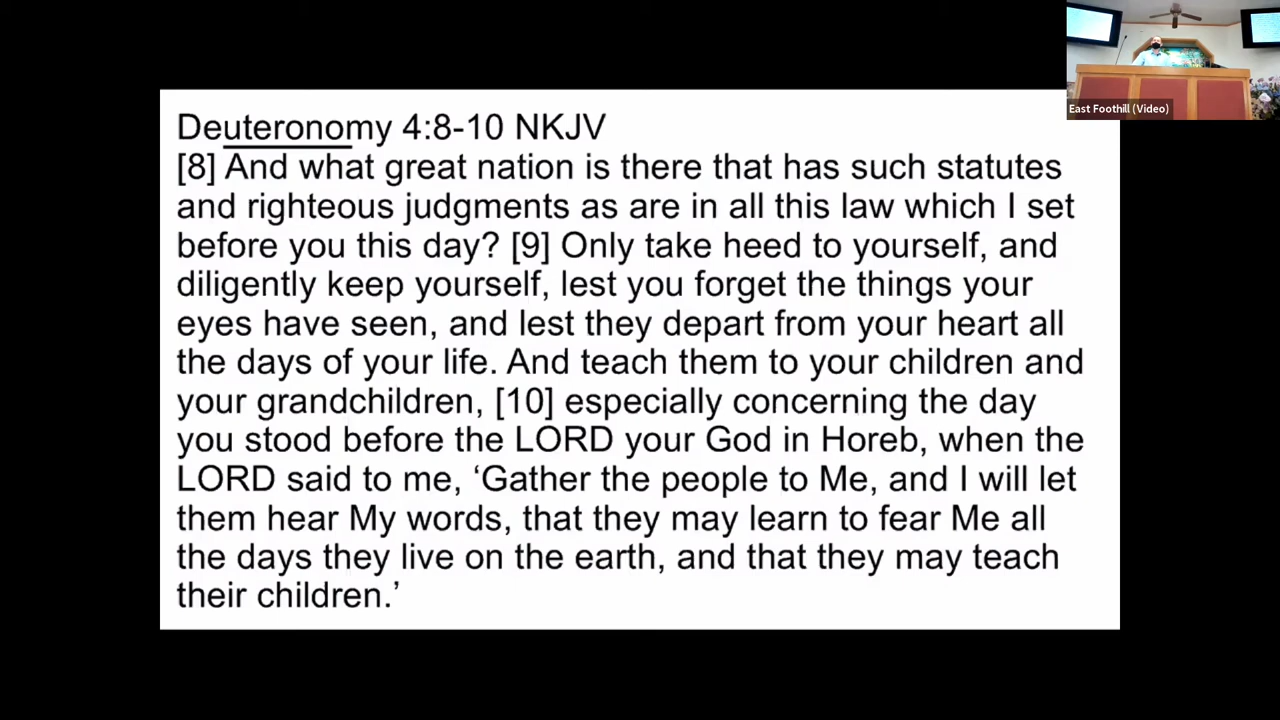 Deuteronomy 4:8-10 NKJV
[8] And what great nation is there that has such statutes
and righteous judgments as are in all this law which I set
before you this day? [9] Only take heed to yourself, and
diligently keep yourself, lest you forget the things your
eyes have seen, and lest they depart from your heart all
the days of your life. And teach them to your children and
your grandchildren, [10] especially concerning the day
you stood before the LORD your God in Horeb, when the
LORD said to me, ‘Gather the people to Me, and I will let
them hear My words, that they may learn to fear Me all
the days they live on the earth, and that they may teach
their children.’
East Foothill (Video)